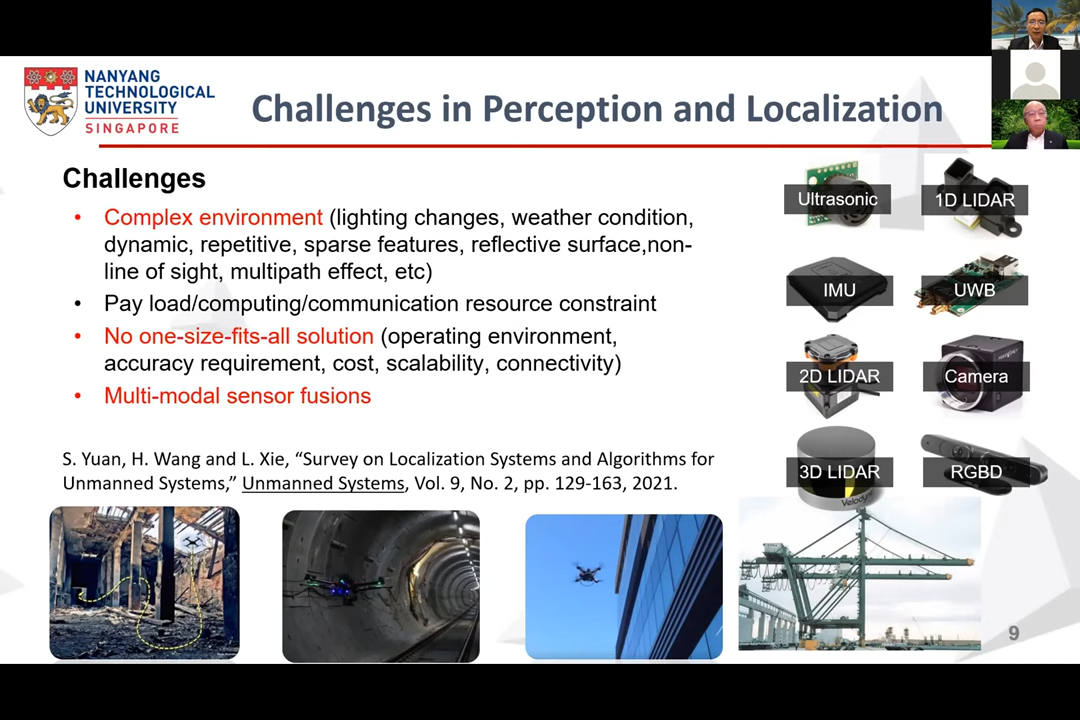 NANYANG
TECHNOLOGICAL
UNIVERSITY
SINGAPORE
Challenges in Perception and Localization
Challenges
• Complex environment (lighting changes, weather condition,
dynamic, repetitive, sparse features, reflective surface,non-
line of sight, multipath effect, etc)
• Pay load/computing/communication resource constraint
• No one-size-fits-all solution (operating environment,
accuracy requirement, cost, scalability, connectivity)
• Multi-modal sensor fusions
S. Yuan, H. Wang and L. Xie, “Survey on Localization Systems and Algorithms for
Unmanned Systems,” Unmanned Systems, Vol. 9, No. 2, pp. 129-163, 2021.
Ultrasonic
1D LIDAR
IMU
UWB
2D LIDAR
Camera
3D LIDAR
RGBD
Velodyne
9